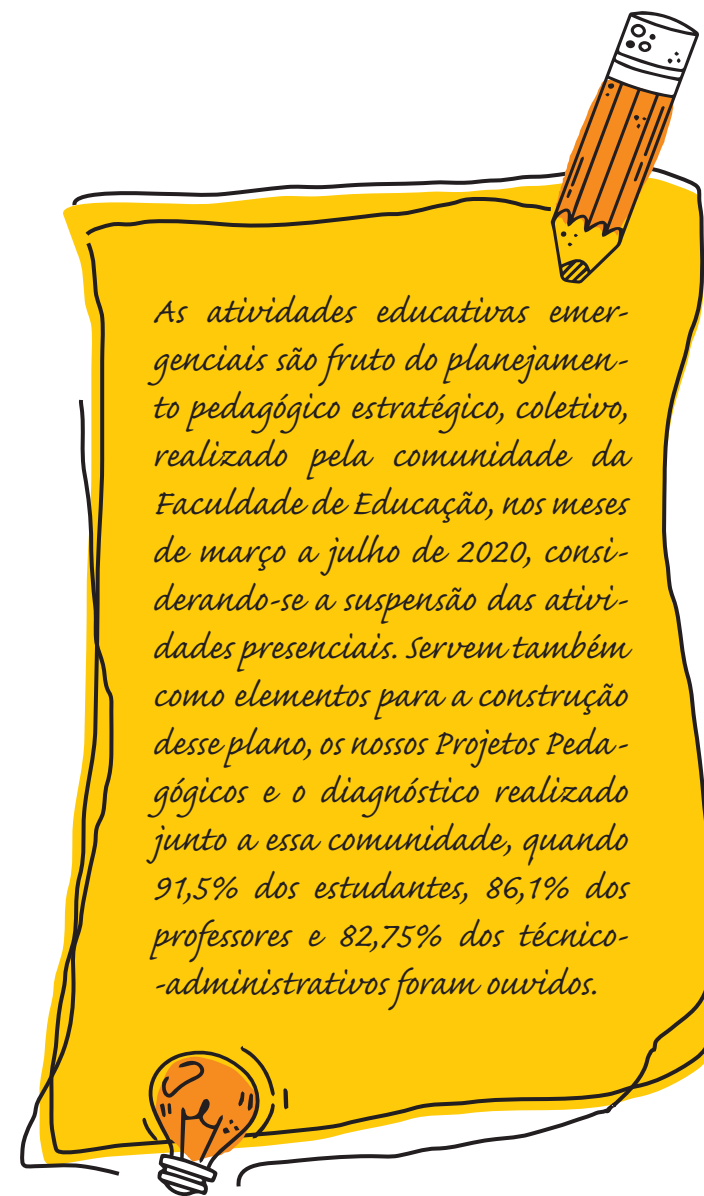 As atividades educativas emer-
genciais são fruto do planejamen-
to pedagógico estratégico, coletivo,
realizado pela comunidade da
Faculdade de Educação, nos meses
de março a julho de 2020, consi-
derando-se a suspensão das ativi-
dades presenciais. Servem também
como elementos para a construção
desse plano, os nossos Projetos Peda-
gógicos e o diagnóstico realizado
junto a essa comunidade, quando
91,5% dos estudantes, 86,1% dos
professores e 82,75% dos técnico-
-administrativos foram ouvidos.